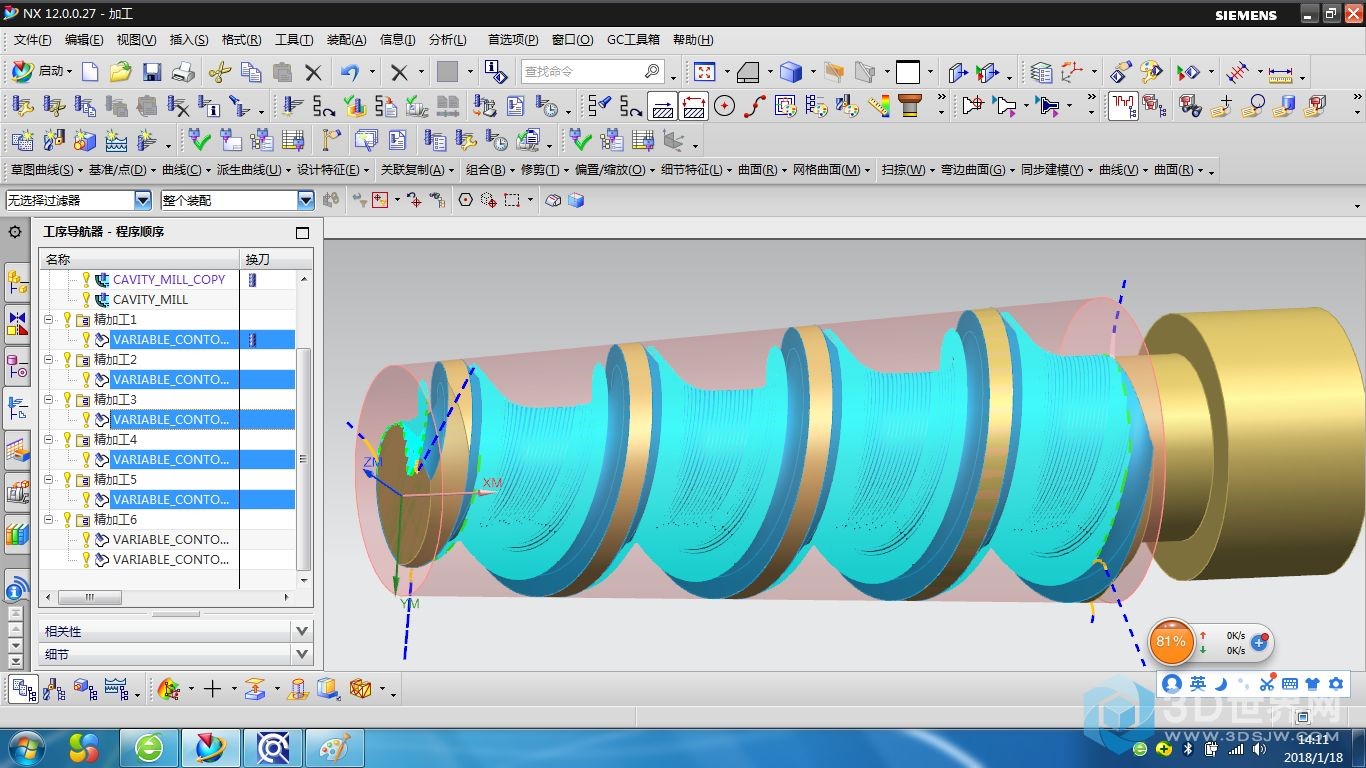 NX 12.0.0.27 - 加工
SIEMENS
文件(F) 编辑(E) 视图(V) 插入(S) 格式(R) 工具(T) 装配(A) 信息(I) 分析(L) 首选项(P) 窗口(O) GC工具箱 帮助(H)
启动 查找命令
草图曲线(S) 基准/点(D) 曲线(C) 派生曲线(U) 设计特征(E) 关联复制(A) 组合(B) 修剪(T) 偏置/缩放(O) 细节特征(L) 曲面(R) 网格曲面(M) 扫掠(W) 弯边曲面(G) 同步建模(Y) 曲线(V) 曲面(R)
无选择过滤器 整个装配
工序导航器 - 程序顺序
名称 换刀
CAVITY_MILL_COPY
CAVITY_MILL
精加工1
VARIABLE_CONTO...
精加工2
VARIABLE_CONTO...
精加工3
VARIABLE_CONTO...
精加工4
VARIABLE_CONTO...
精加工5
VARIABLE_CONTO...
精加工6
VARIABLE_CONTO...
VARIABLE_CONTO...
相关性
细节
ZM
XM
YM
81% 0K/s
0K/s
英
3D世界网
WWW.3DSJW.COM
14:11
2018/1/18